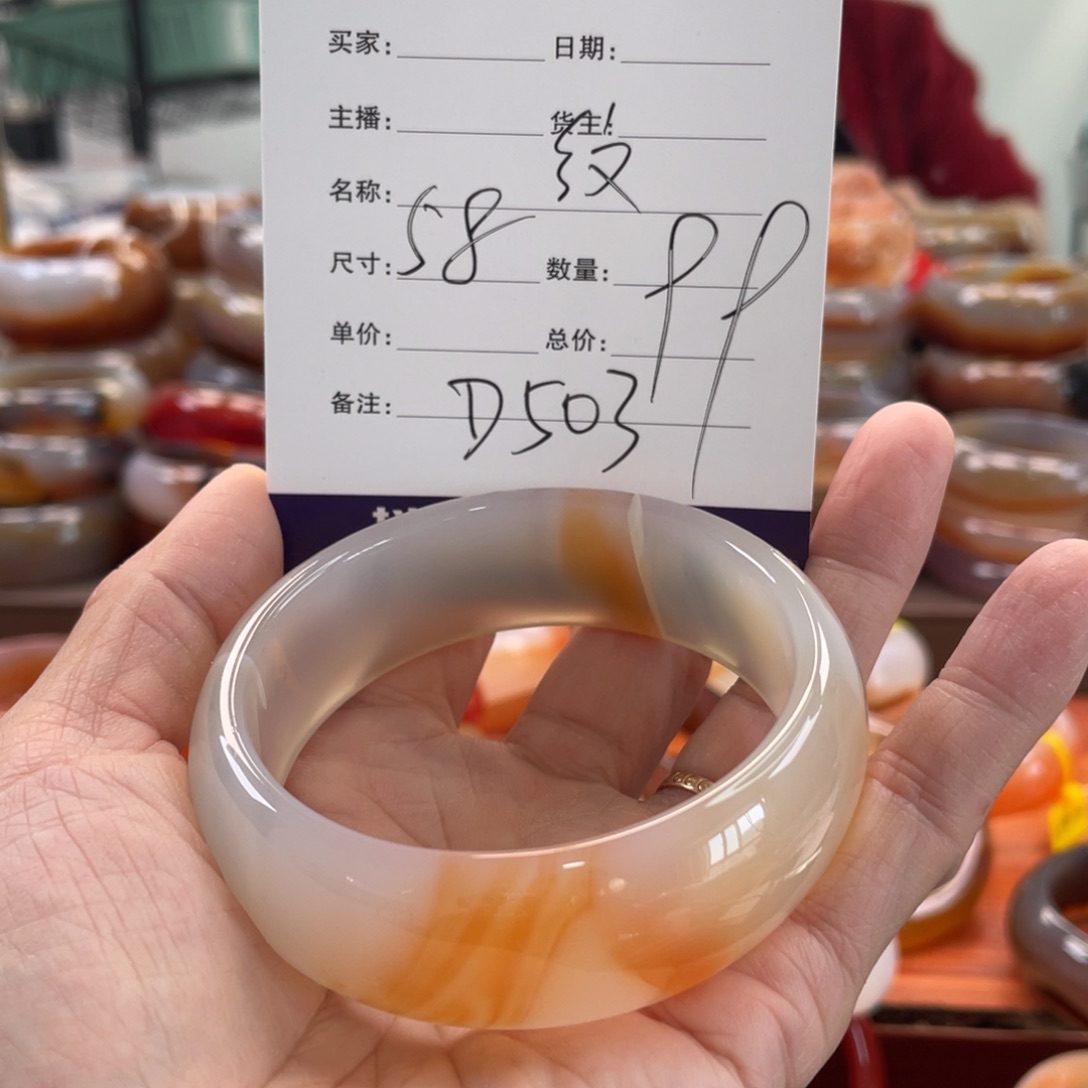 买家: 日期:
主播: 货主:
纹
名称:
58
尺寸: 数量:
99
单价: 总价:
备注: D503